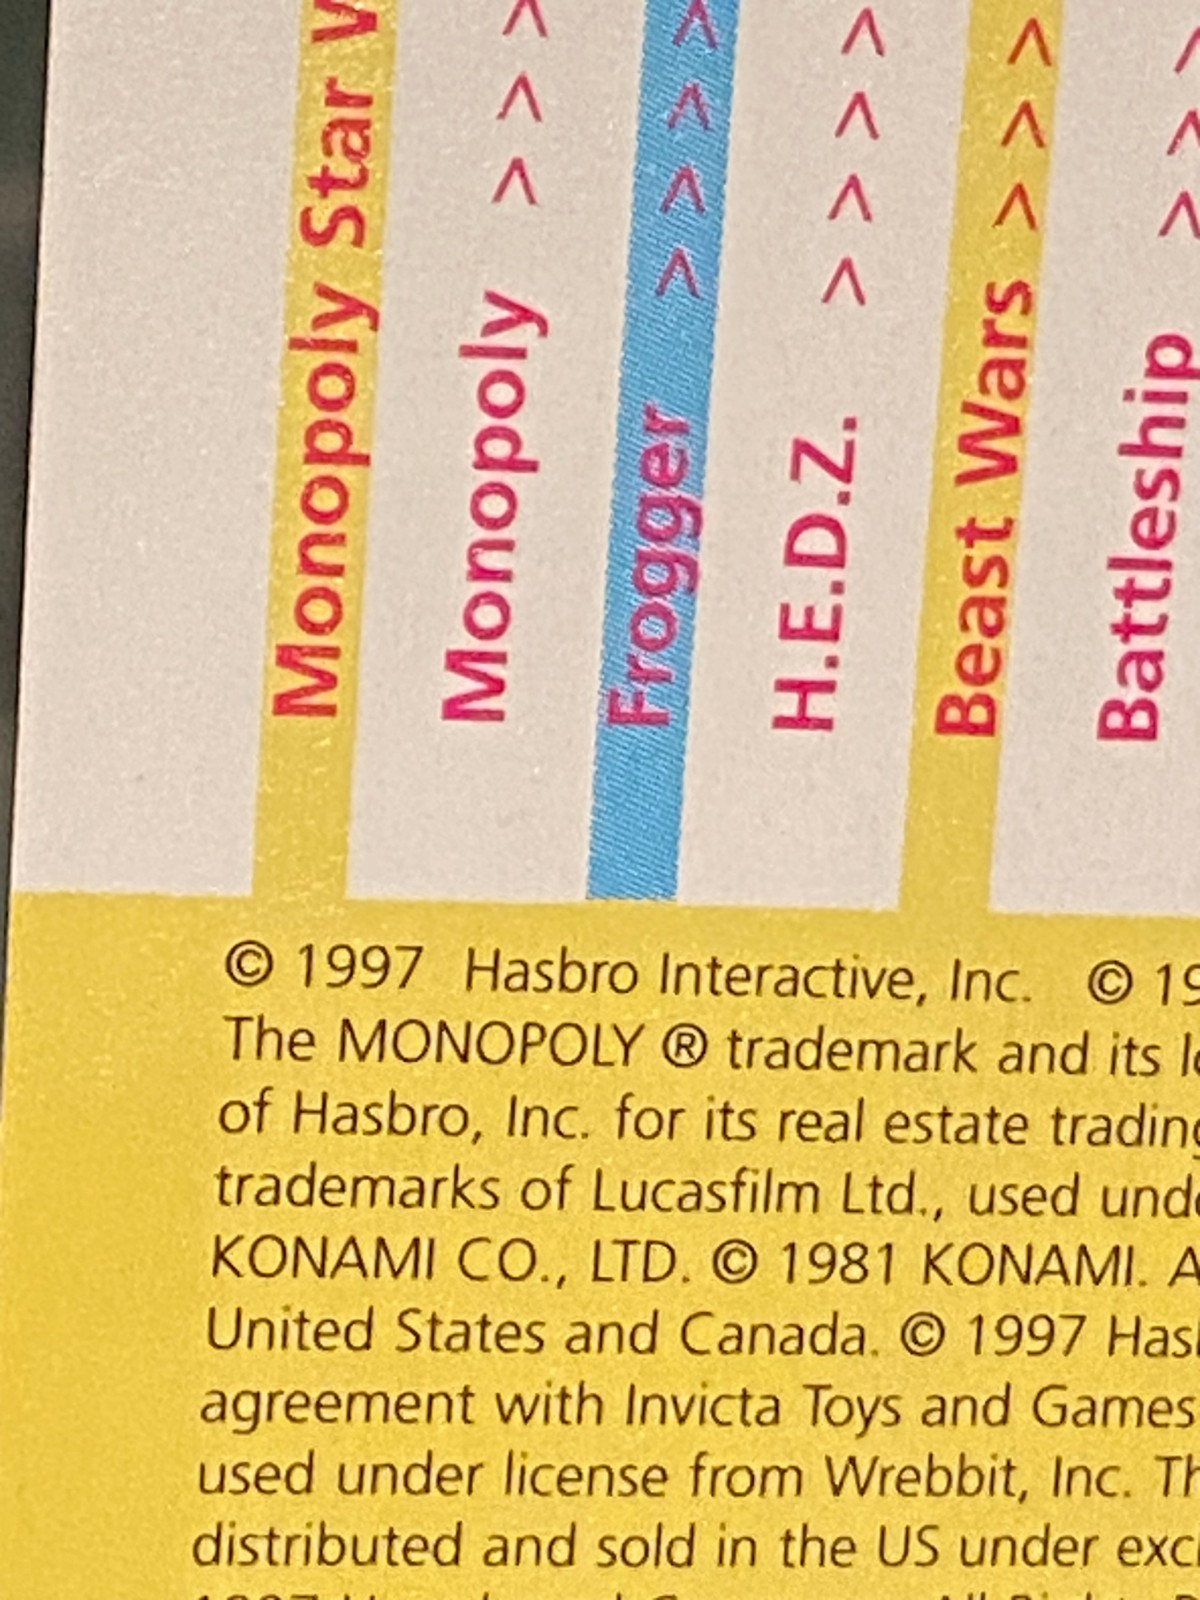 Monopoly Star
Monopoly > > >
Frogger > > > >
H.E.D.Z. > > > >
Beast Wars > > >
Battleship > > >
© 1997 Hasbro Interactive, Inc. © 19
The MONOPOLY ® trademark and its
of Hasbro, Inc. for its real estate trading
trademarks of Lucasfilm Ltd., used
KONAMI CO., LTD. © 1981 KONAMI. A
United States and Canada. © 1997
agreement with Invicta Toys and Games
used under license from Wrebbit, Inc.
distributed and sold in the US under